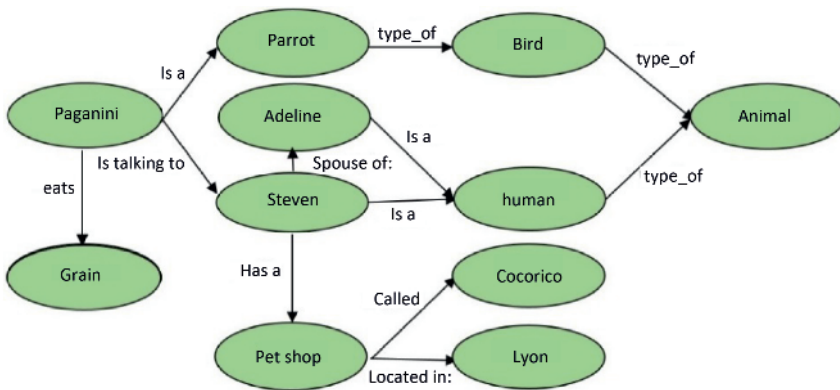 Parrot
type_of
Bird
type_of
Is a
Paganini
Adeline
Is a
Animal
Is talking to
Spouse of:
eats
Steven
Is a
human
type_of
Grain
Has a
Cocorico
Called
Pet shop
Located in:
Lyon